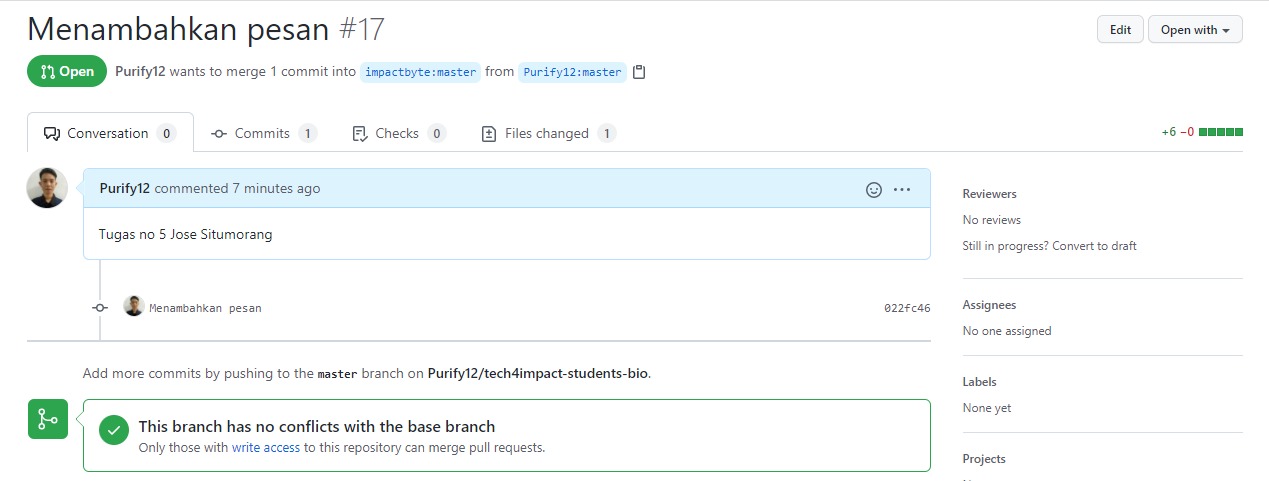 Menambahkan pesan #17
Edit
Open with
Open
Purify12 wants to merge 1 commit into impactbyte:master from Purify12:master
Conversation 0
Commits 1
Checks 0
Files changed 1
+6 −0
Purify12 commented 7 minutes ago
Tugas no 5 Jose Situmorang
Menambahkan pesan
022fc46
Add more commits by pushing to the master branch on Purify12/tech4impact-students-bio.
This branch has no conflicts with the base branch
Only those with write access to this repository can merge pull requests.
Reviewers
No reviews
Still in progress? Convert to draft
Assignees
No one assigned
Labels
None yet
Projects